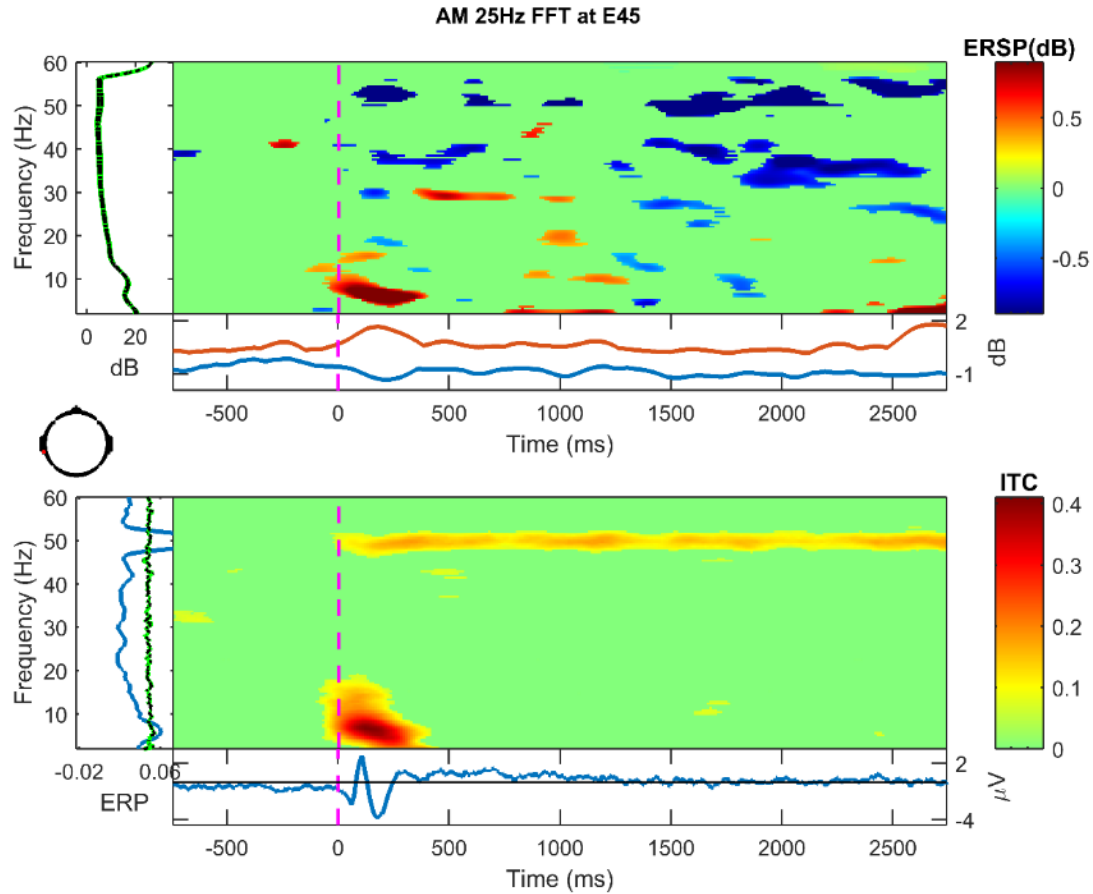 AM 25Hz FFT at E45
ERSP(dB)
60
50
40
30
20
10
Frequency (Hz)
0.5
0
-0.5
0 20
dB
2
-1
dB
-500 0 500 1000 1500 2000 2500
Time (ms)
ITC
60
50
40
30
20
10
Frequency (Hz)
0.4
0.3
0.2
0.1
0
-0.02 0.06
ERP
2
-4
μV
-500 0 500 1000 1500 2000 2500
Time (ms)